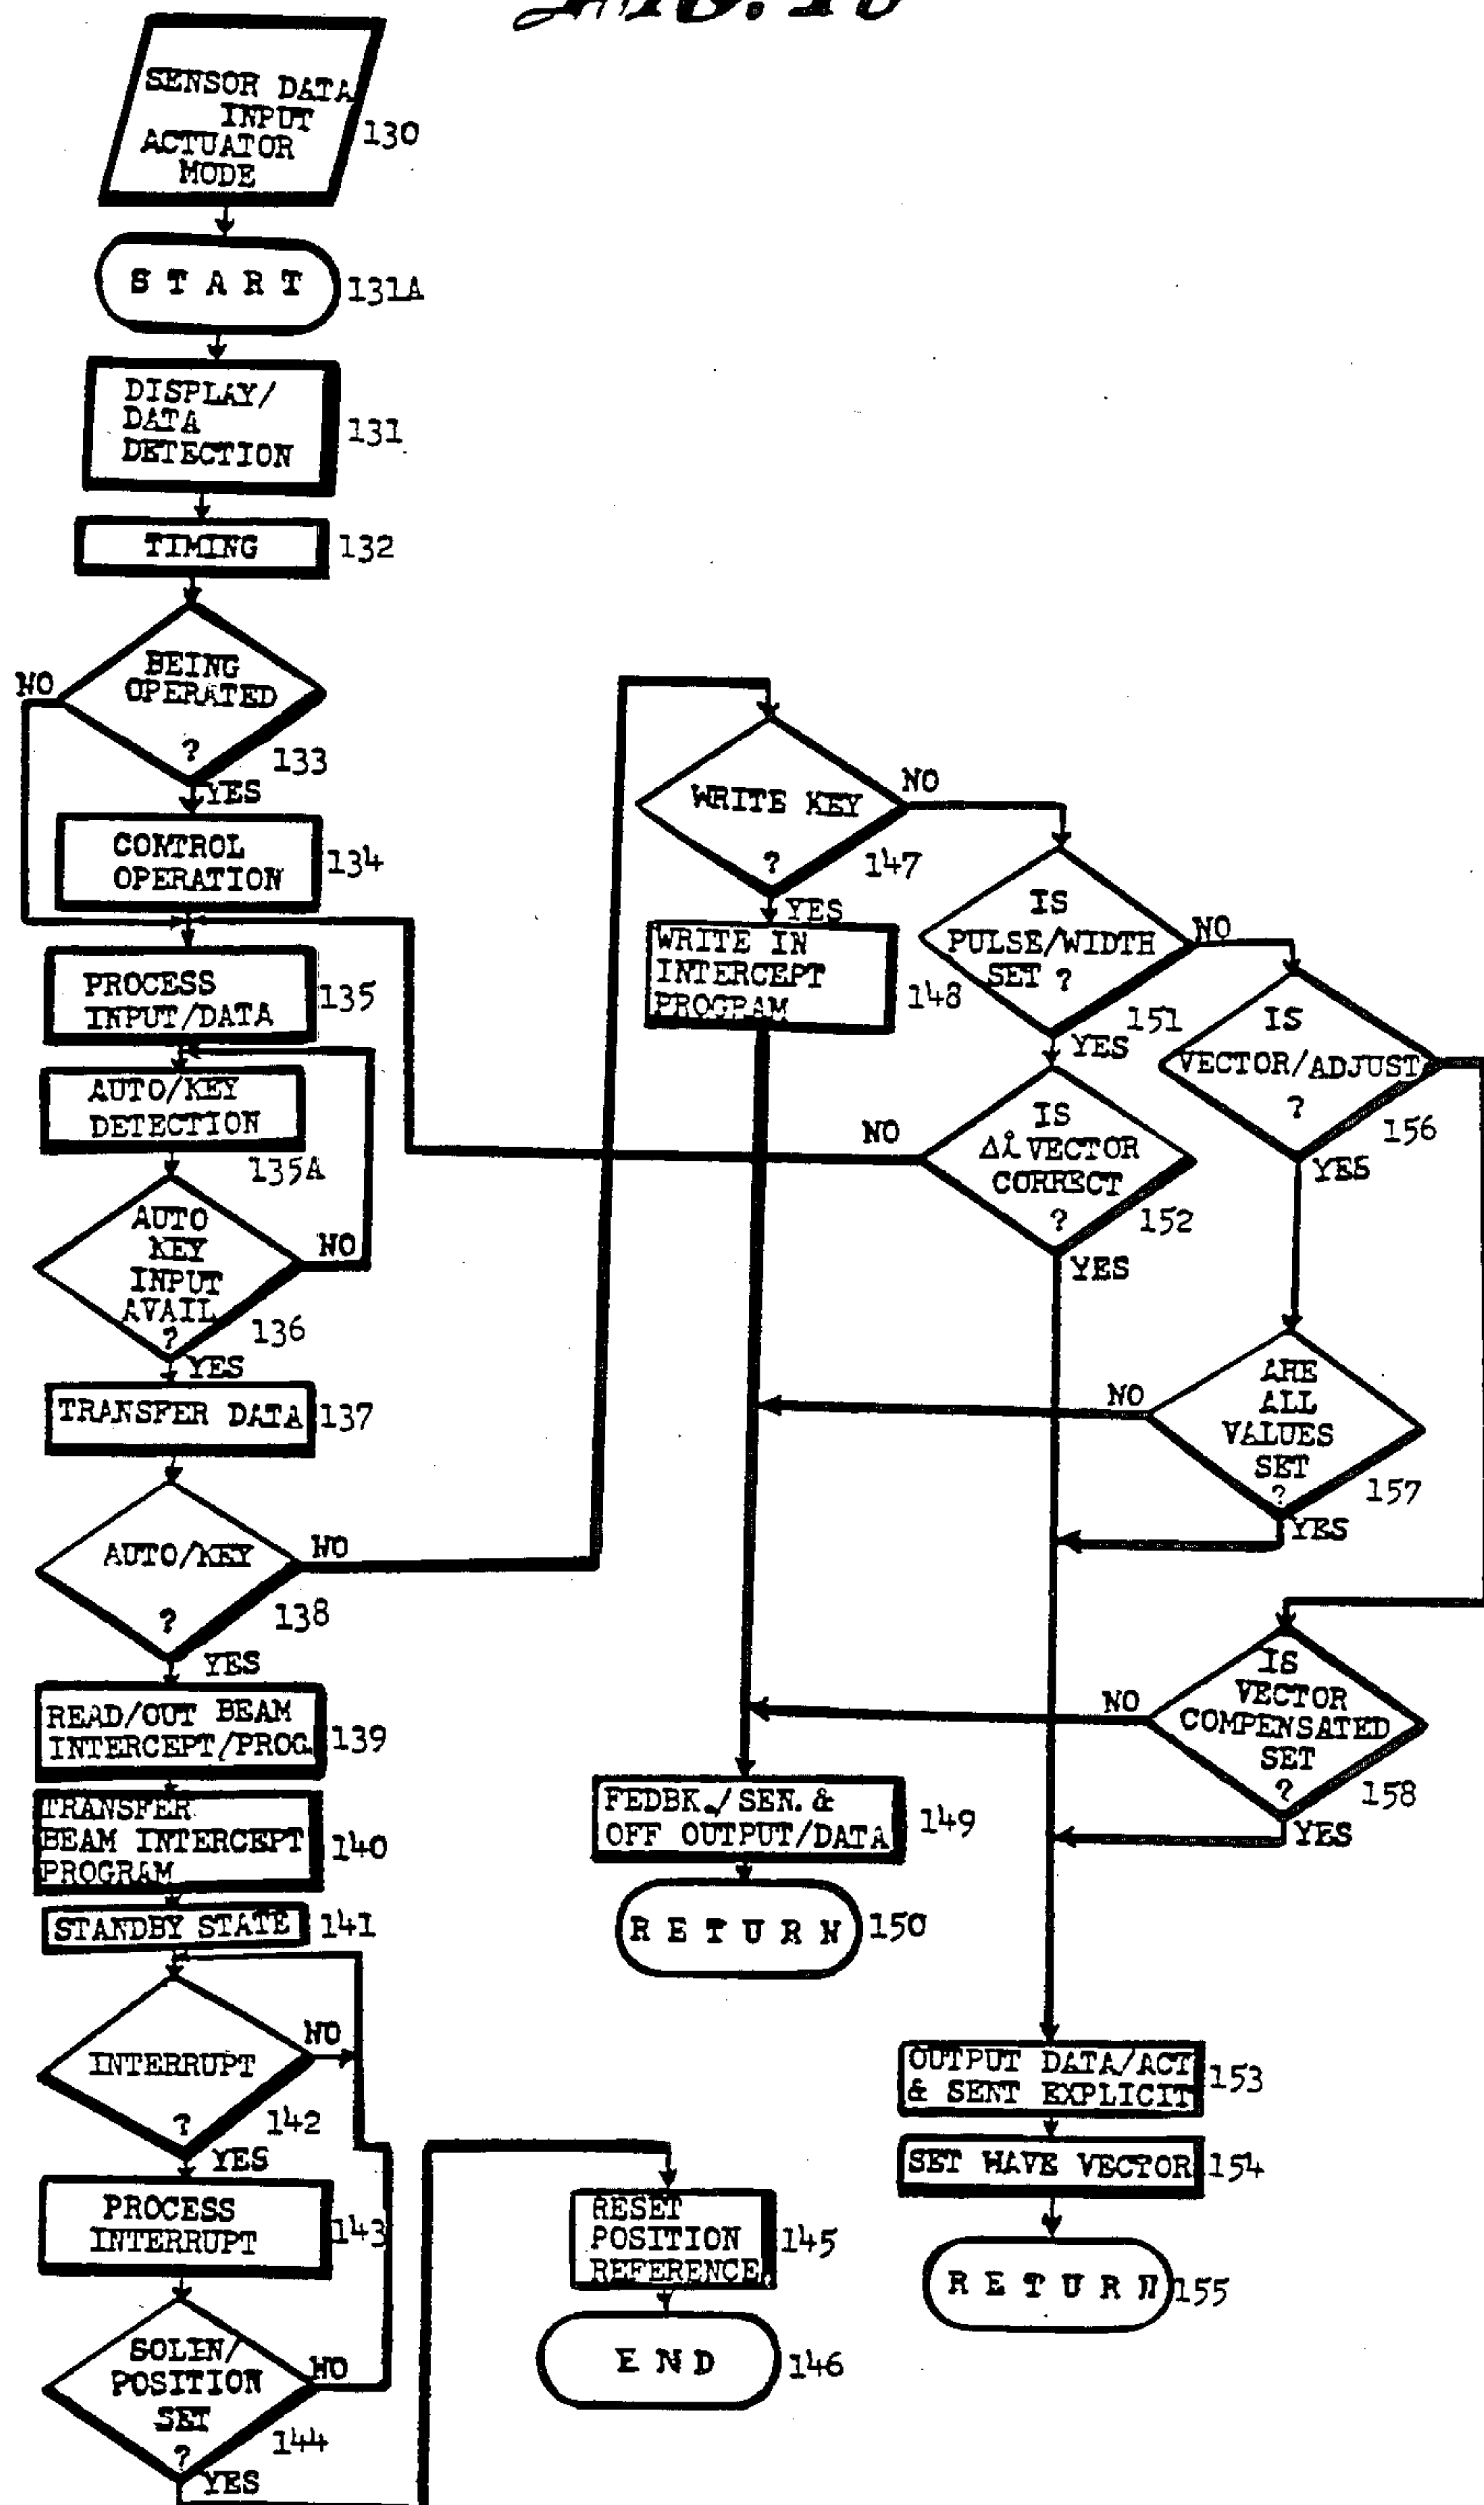 SENSOR DATA
INPUT
ACTUATOR
MODE
130
START
131A
DISPLAY/
DATA
DETECTION
131
TIMING
132
BEING
OPERATED
?
133
NO
YES
CONTROL
OPERATION
134
PROCESS
INPUT/DATA
135
AUTO/KEY
DETECTION
135A
AUTO
KEY
INPUT
AVAIL
?
136
NO
YES
TRANSFER DATA
137
AUTO/KEY
?
138
NO
YES
READ/OUT BEAM
INTERCEPT/PROG.
139
TRANSFER
BEAM INTERCEPT
PROGRAM
140
STANDBY STATE
141
INTERRUPT
?
142
NO
YES
PROCESS
INTERRUPT
143
SOLEN/
POSITION
SET
?
144
NO
YES
RESET
POSITION
REFERENCE
145
END
146
WRITE KEY
?
147
NO
YES
WRITE IN
INTERCEPT
PROGRAM
148
FEDBK./SEN. &
OFF OUTPUT/DATA
149
RETURN
150
IS
PULSE/WIDTH
SET ?
151
NO
YES
IS
ΔÅ VECTOR
CORRECT
?
152
NO
YES
OUTPUT DATA/ACT
& SENT EXPLICIT
153
SET WAVE VECTOR
154
RETURN
155
IS
VECTOR/ADJUST
?
156
YES
ARE
ALL
VALUES
SET
?
157
NO
YES
IS
VECTOR
COMPENSATED
SET
?
158
NO
YES